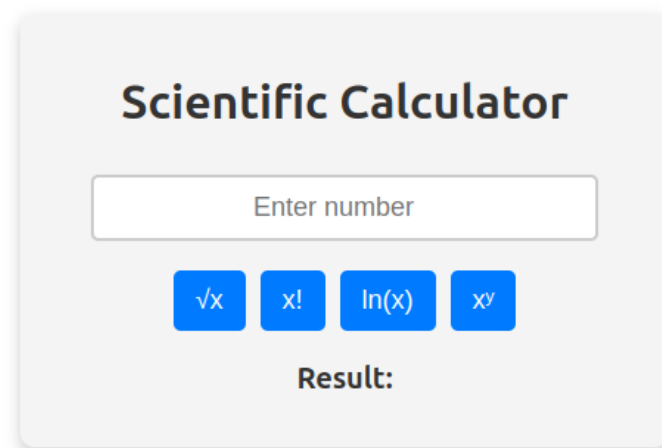 Scientific Calculator
Enter number
√x x! ln(x) xʸ
Result: